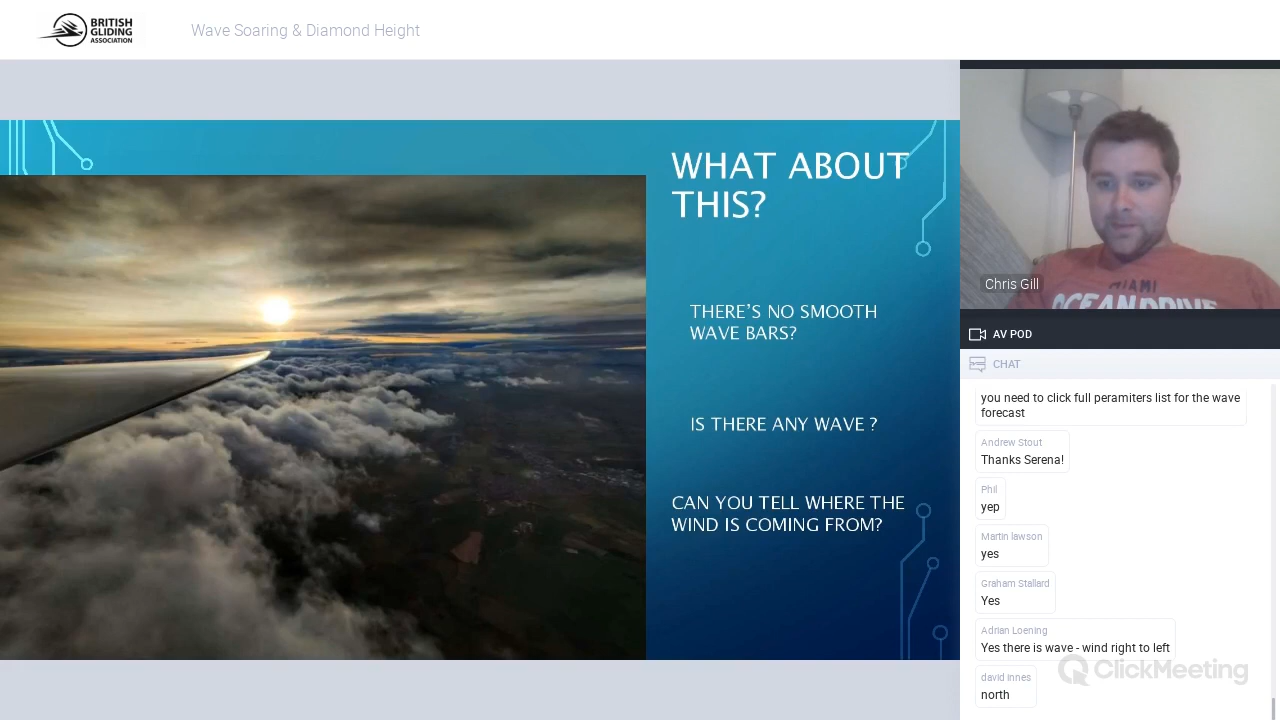 BRITISH
GLIDING
ASSOCIATION
Wave Soaring & Diamond Height
WHAT ABOUT
THIS?
THERE'S NO SMOOTH
WAVE BARS?
IS THERE ANY WAVE ?
CAN YOU TELL WHERE THE
WIND IS COMING FROM?
Chris Gill
MIAMI
OCEAN DRIVE
AV POD
CHAT
you need to click full peramiters list for the wave
forecast
Andrew Stout
Thanks Serena!
Phil
yep
Martin lawson
yes
Graham Stallard
Yes
Adrian Loening
Yes there is wave - wind right to left
david innes
north
ClickMeeting